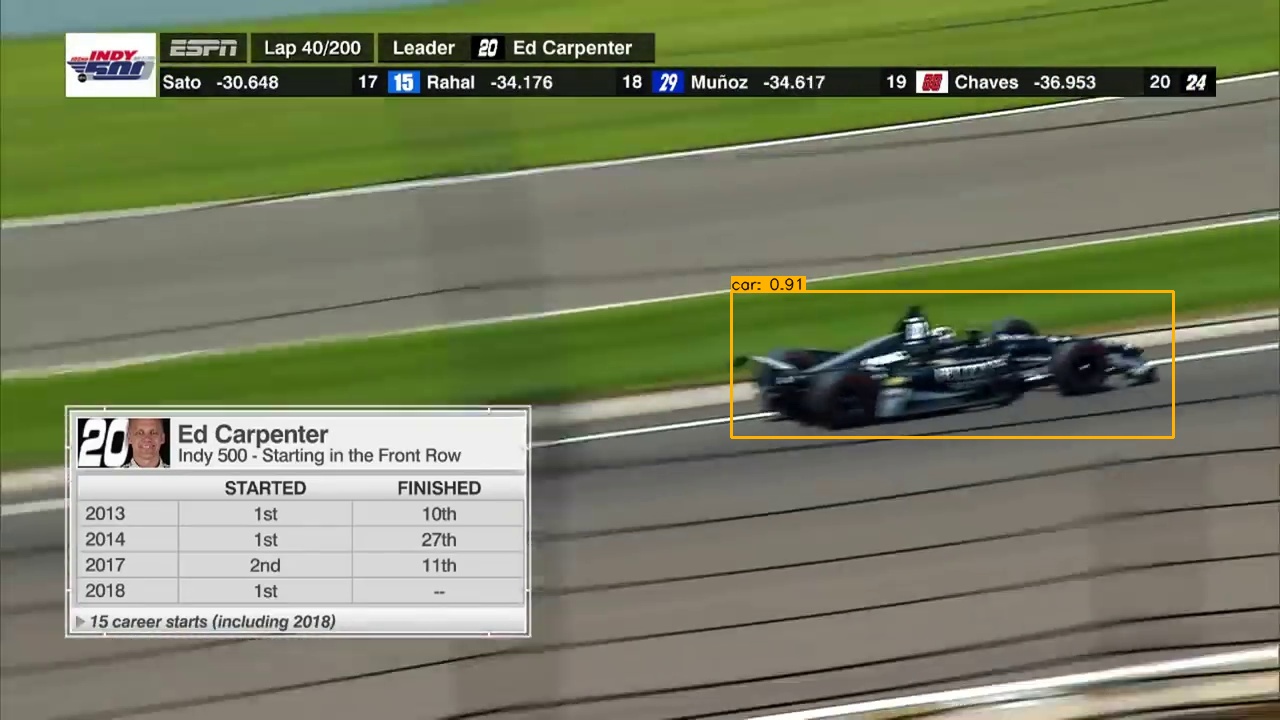 INDY 500
ESPN Lap 40/200 Leader 20 Ed Carpenter
Sato -30.648 17 15 Rahal -34.176 18 29 Muñoz -34.617 19 88 Chaves -36.953 20 24
car: 0.91
20 Ed Carpenter
Indy 500 - Starting in the Front Row
STARTED FINISHED
2013 1st 10th
2014 1st 27th
2017 2nd 11th
2018 1st --
15 career starts (including 2018)